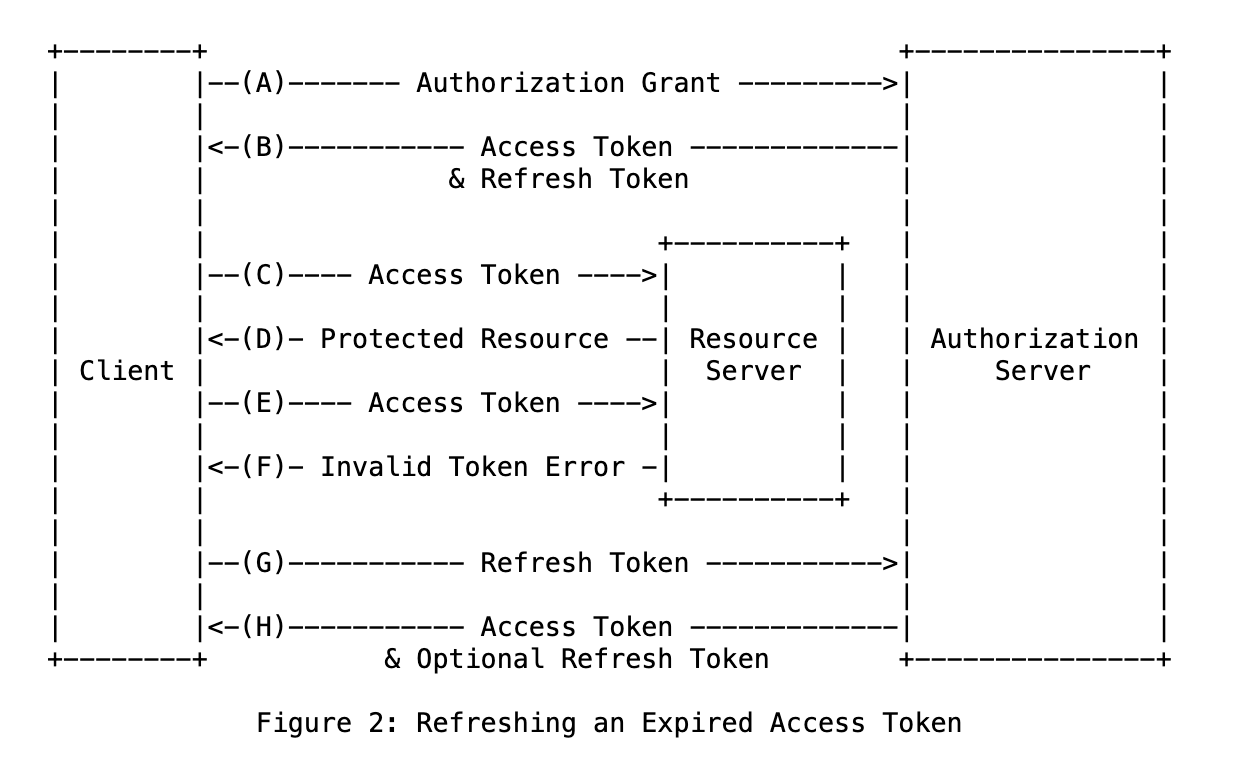 +--------+                                           +---------------+
|        |--(A)------- Authorization Grant --------->|               |
|        |                                           |               |
|        |<-(B)----------- Access Token -------------|               |
|        |               & Refresh Token             |               |
|        |                                           |               |
|        |                            +----------+   |               |
|        |--(C)---- Access Token ---->|          |   |               |
|        |                            |          |   |               |
|        |<-(D)- Protected Resource --| Resource |   | Authorization |
| Client |                            |  Server  |   |     Server    |
|        |--(E)---- Access Token ---->|          |   |               |
|        |                            |          |   |               |
|        |<-(F)- Invalid Token Error -|          |   |               |
|        |                            +----------+   |               |
|        |                                           |               |
|        |--(G)----------- Refresh Token ----------->|               |
|        |                                           |               |
|        |<-(H)----------- Access Token -------------|               |
+--------+           & Optional Refresh Token        +---------------+

             Figure 2: Refreshing an Expired Access Token